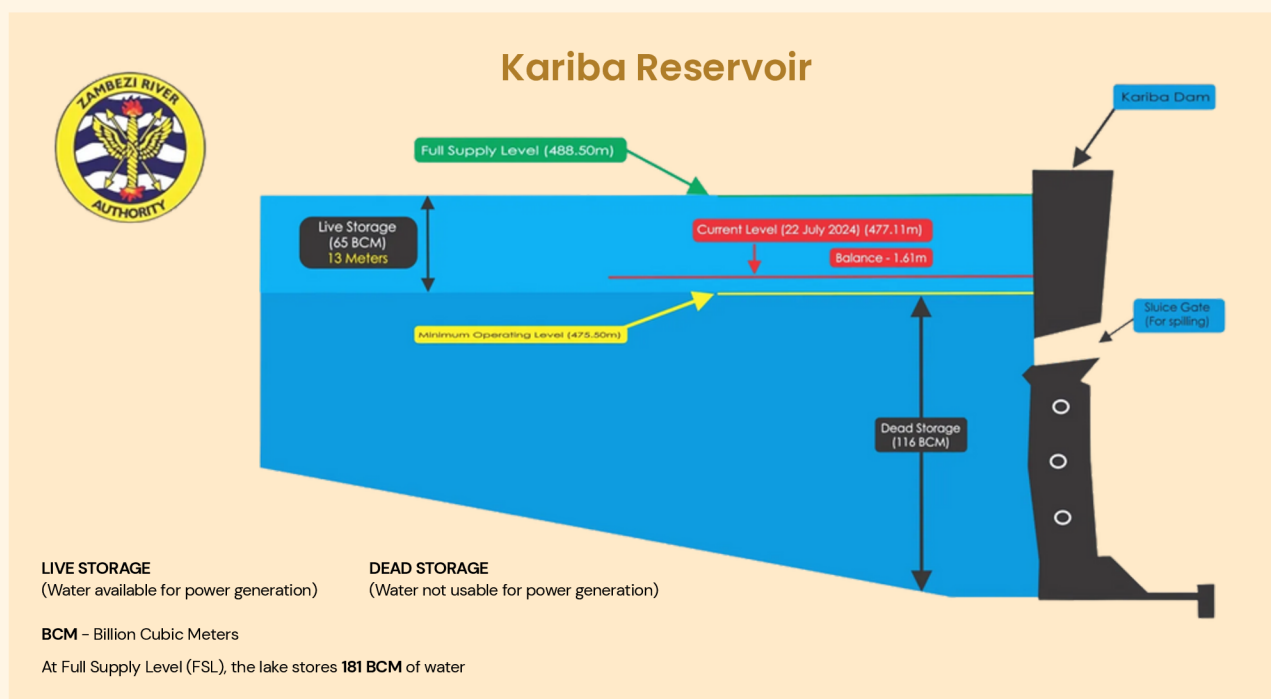 Kariba Reservoir
ZAMBEZI RIVER
AUTHORITY
Kariba Dam
Full Supply Level (488.50m)
Live Storage
(65 BCM)
13 Meters
Current Level (22 July 2024) (477.11m)
Balance - 1.61m
Minimum Operating Level (475.50m)
Sluice Gate
(For spilling)
Dead Storage
(116 BCM)
LIVE STORAGE
(Water available for power generation)
DEAD STORAGE
(Water not usable for power generation)
BCM - Billion Cubic Meters
At Full Supply Level (FSL), the lake stores 181 BCM of water